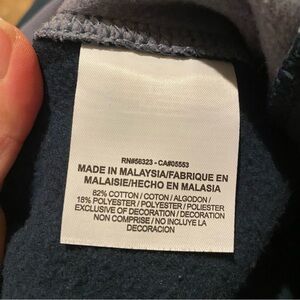 RN#56323 - CA#05553
MADE IN MALAYSIA/FABRIQUE EN
MALAISIE/HECHO EN MALASIA
82% COTTON / COTON / ALGODON /
18% POLYESTER / POLYESTER / POLIESTER
EXCLUSIVE OF DECORATION / DECORATION
NON COMPRISE / NO INCLUYE LA
DECORACION